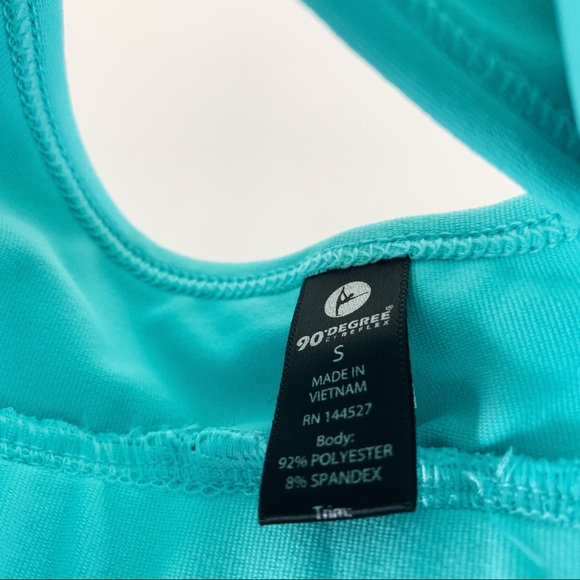 90°DEGREE®
BY REFLEX
S
MADE IN
VIETNAM
RN 144527
Body:
92% POLYESTER
8% SPANDEX
Trim: